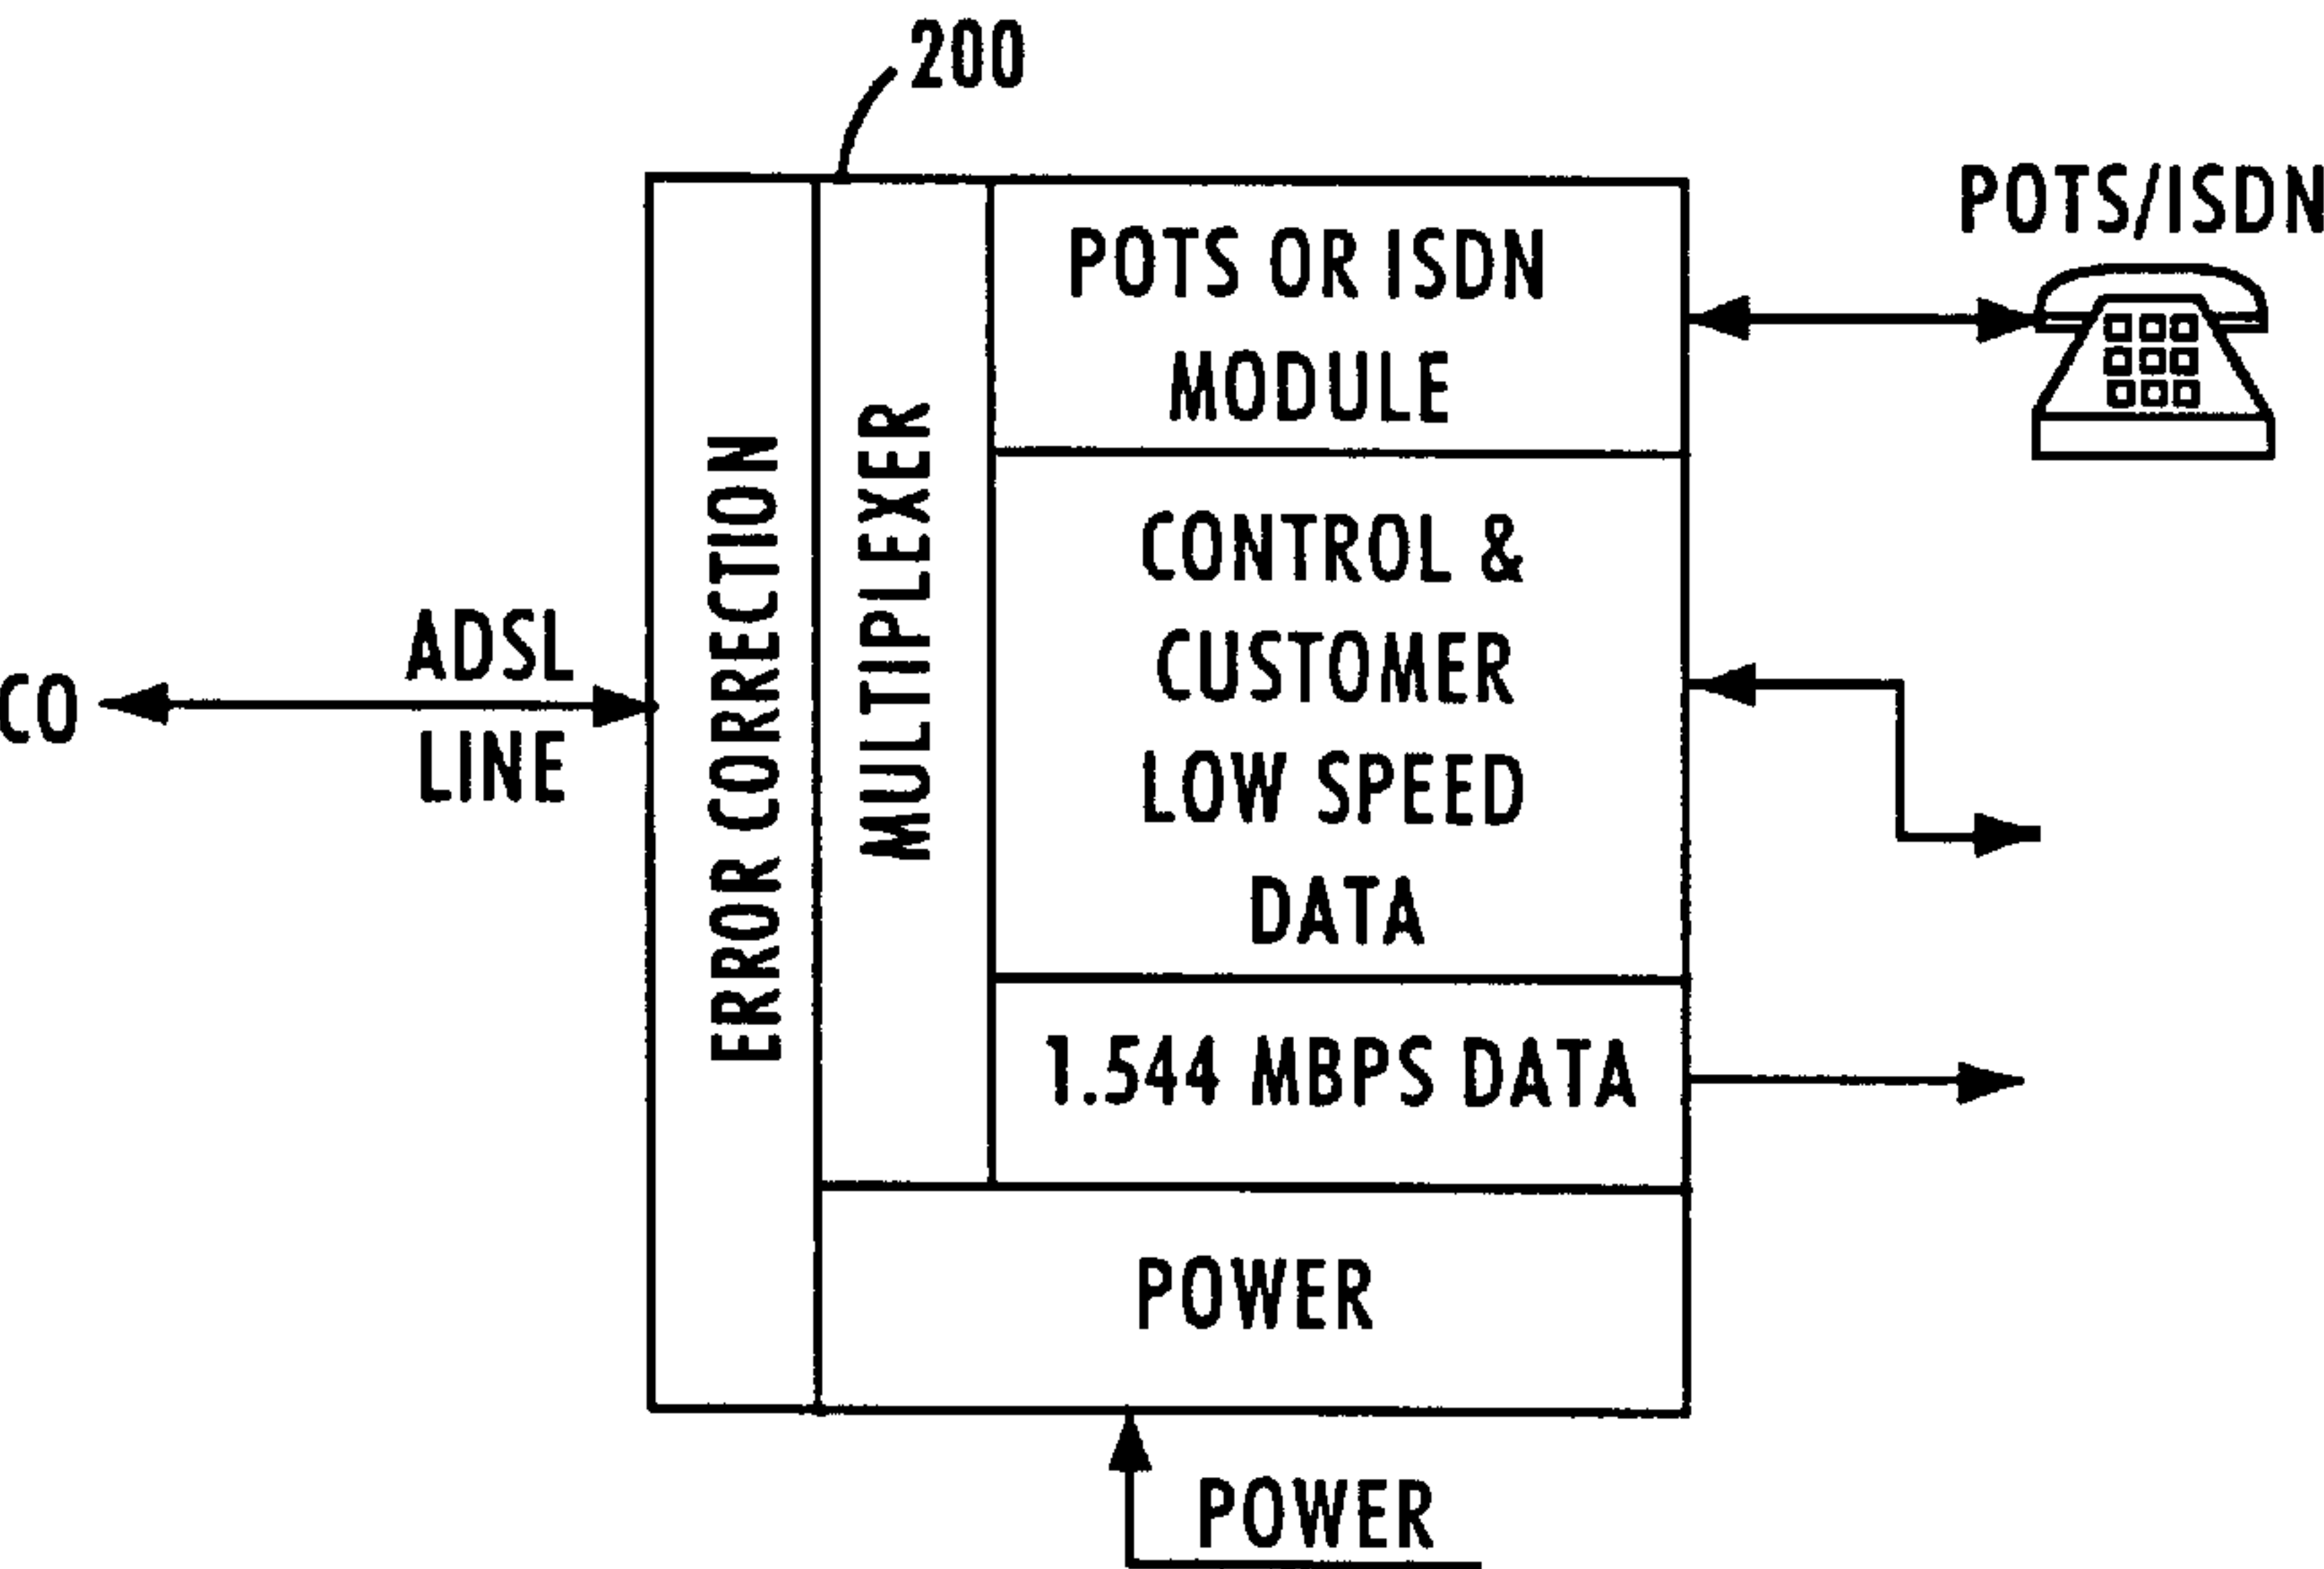 200
POTS/ISDN
POTS OR ISDN
MODULE
CONTROL &
CUSTOMER
LOW SPEED
DATA
1.544 MBPS DATA
MULTIPLEXER
ERROR CORRECTION
ADSL
LINE
CO
POWER
POWER